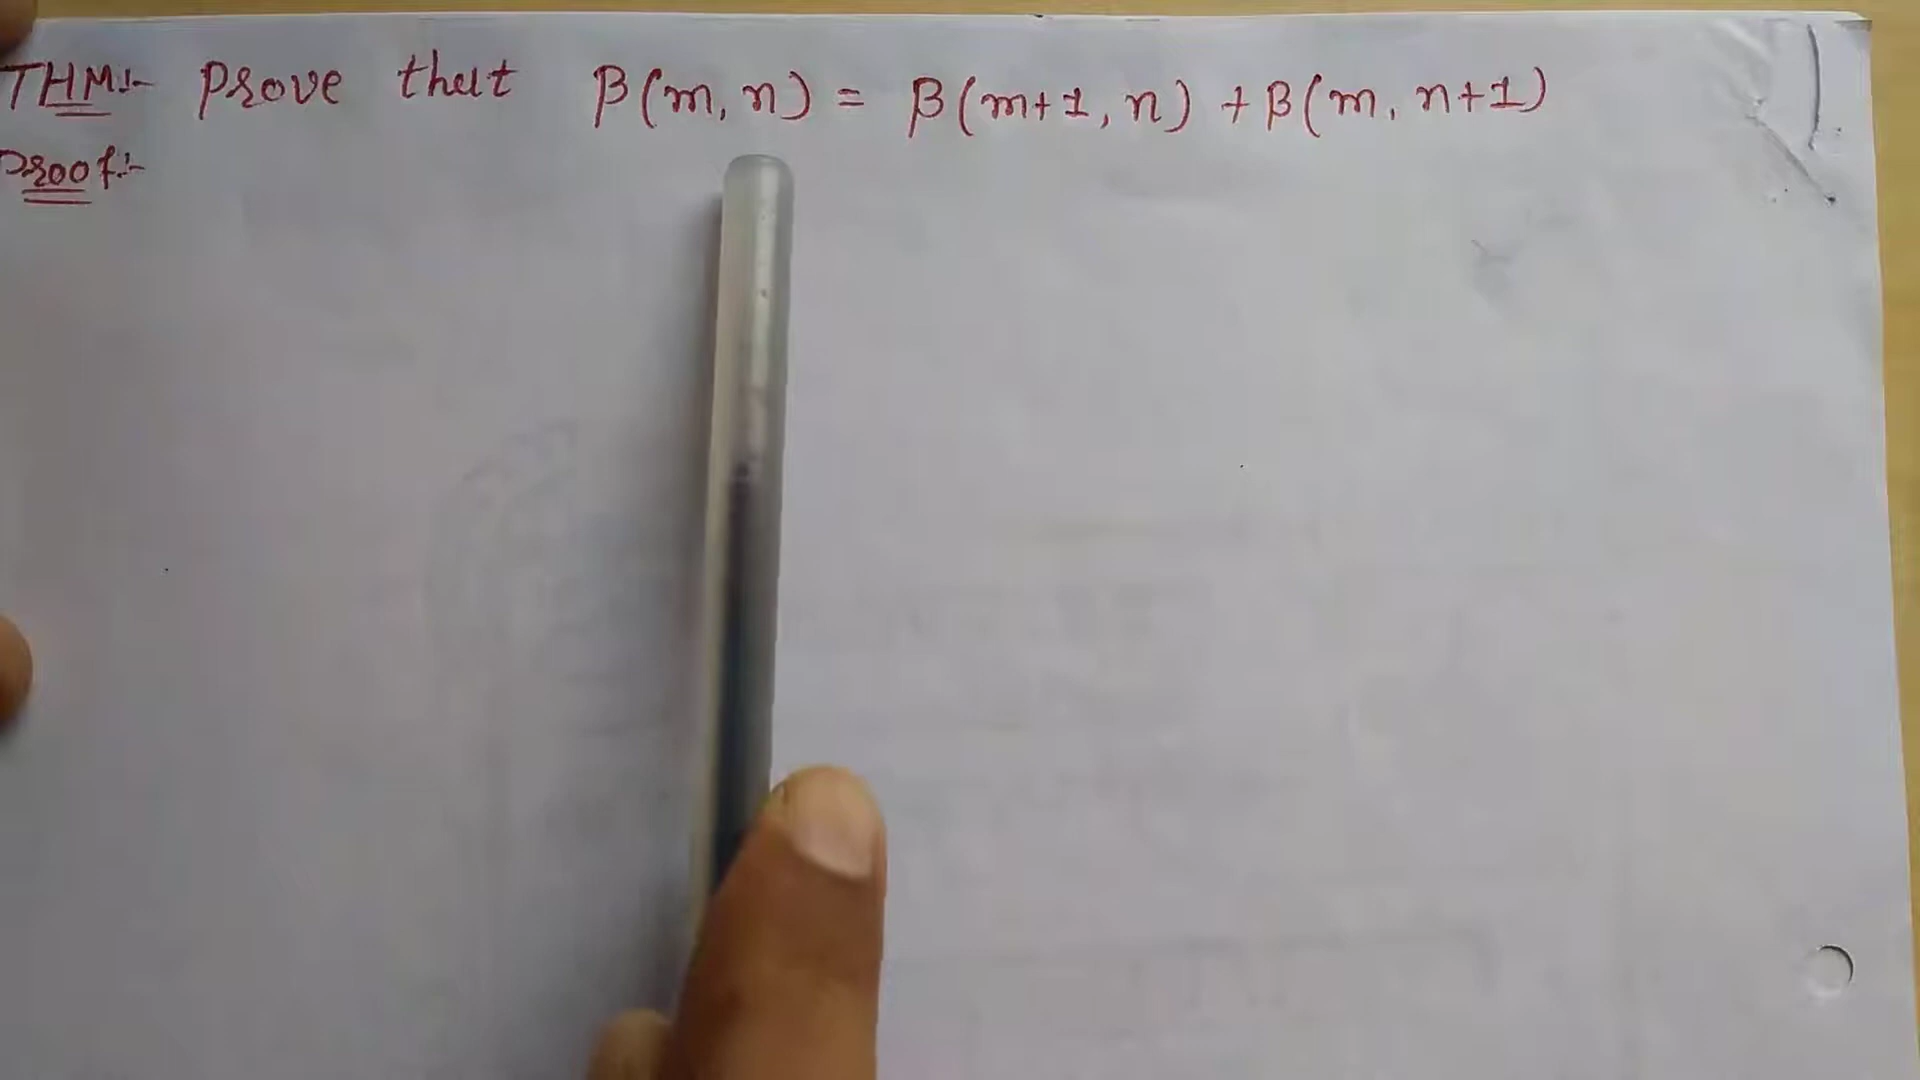 THM:- Prove that β(m, n) = β(m+1, n) + β(m, n+1)
Proof:-